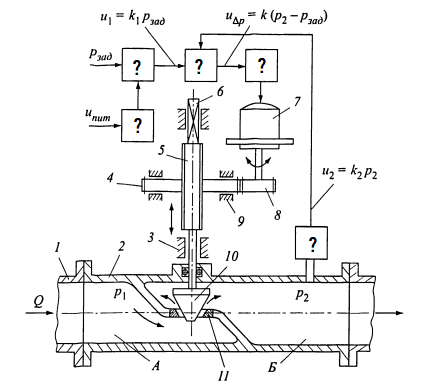 u₁ = k₁ p_зад
u_Δp = k (p₂ – p_зад)
p_зад
?
?
?
u_пит
?
6
7
5
4
8
9
u₂ = k₂ p₂
3
10
?
1
2
p₁
p₂
Q
А
11
Б